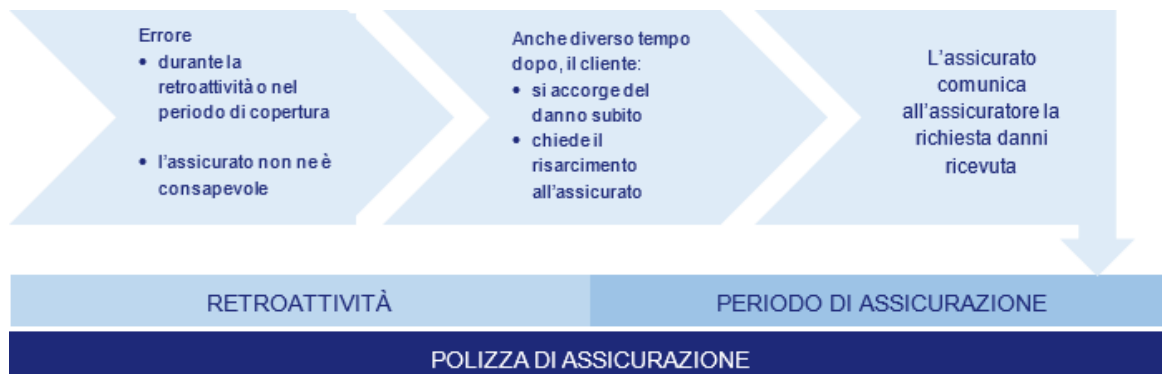 Errore
• durante la
retroattività o nel
periodo di copertura
• l'assicurato non ne è
consapevole
Anche diverso tempo
dopo, il cliente:
• si accorge del
danno subito
• chiede il
risarcimento
all'assicurato
L'assicurato
comunica
all'assicuratore la
richiesta danni
ricevuta
RETROATTIVITÀ
PERIODO DI ASSICURAZIONE
POLIZZA DI ASSICURAZIONE